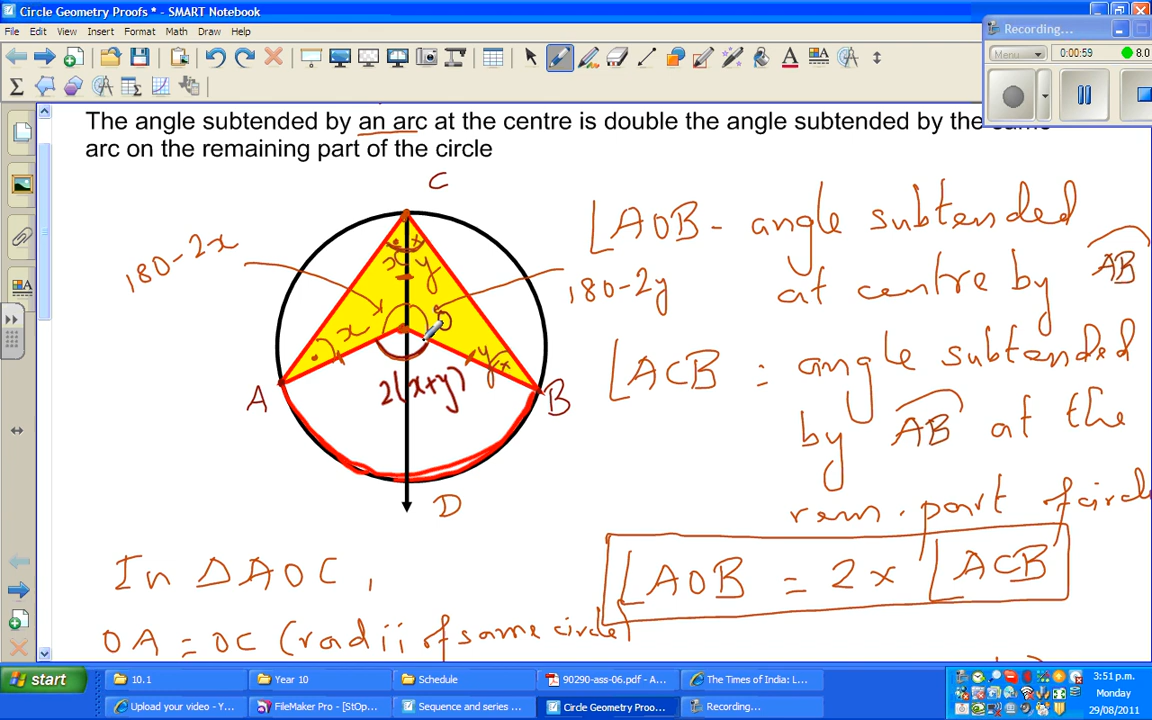 Circle Geometry Proofs * - SMART Notebook
File Edit View Insert Format Math Draw Help
Recording...
Menu
0:00:59
8.0
The angle subtended by an arc at the centre is double the angle subtended by the same
arc on the remaining part of the circle
C
∠AOB - angle subtended
at centre by AB
180-2x
180-2y
x y
x
y
2(x+y)
A
B
D
∠ACB : angle subtended
by AB at the
rem. part of circle
∠AOB = 2x ∠ACB
In ΔAOC,
OA = OC (radii of same circle)
start
10.1
Year 10
Schedule
90290-ass-06.pdf - A...
The Times of India: L...
Upload your video - Y...
FileMaker Pro - [StOp...
Sequence and series ...
Circle Geometry Proo...
Recording...
3:51 p.m.
Monday
29/08/2011